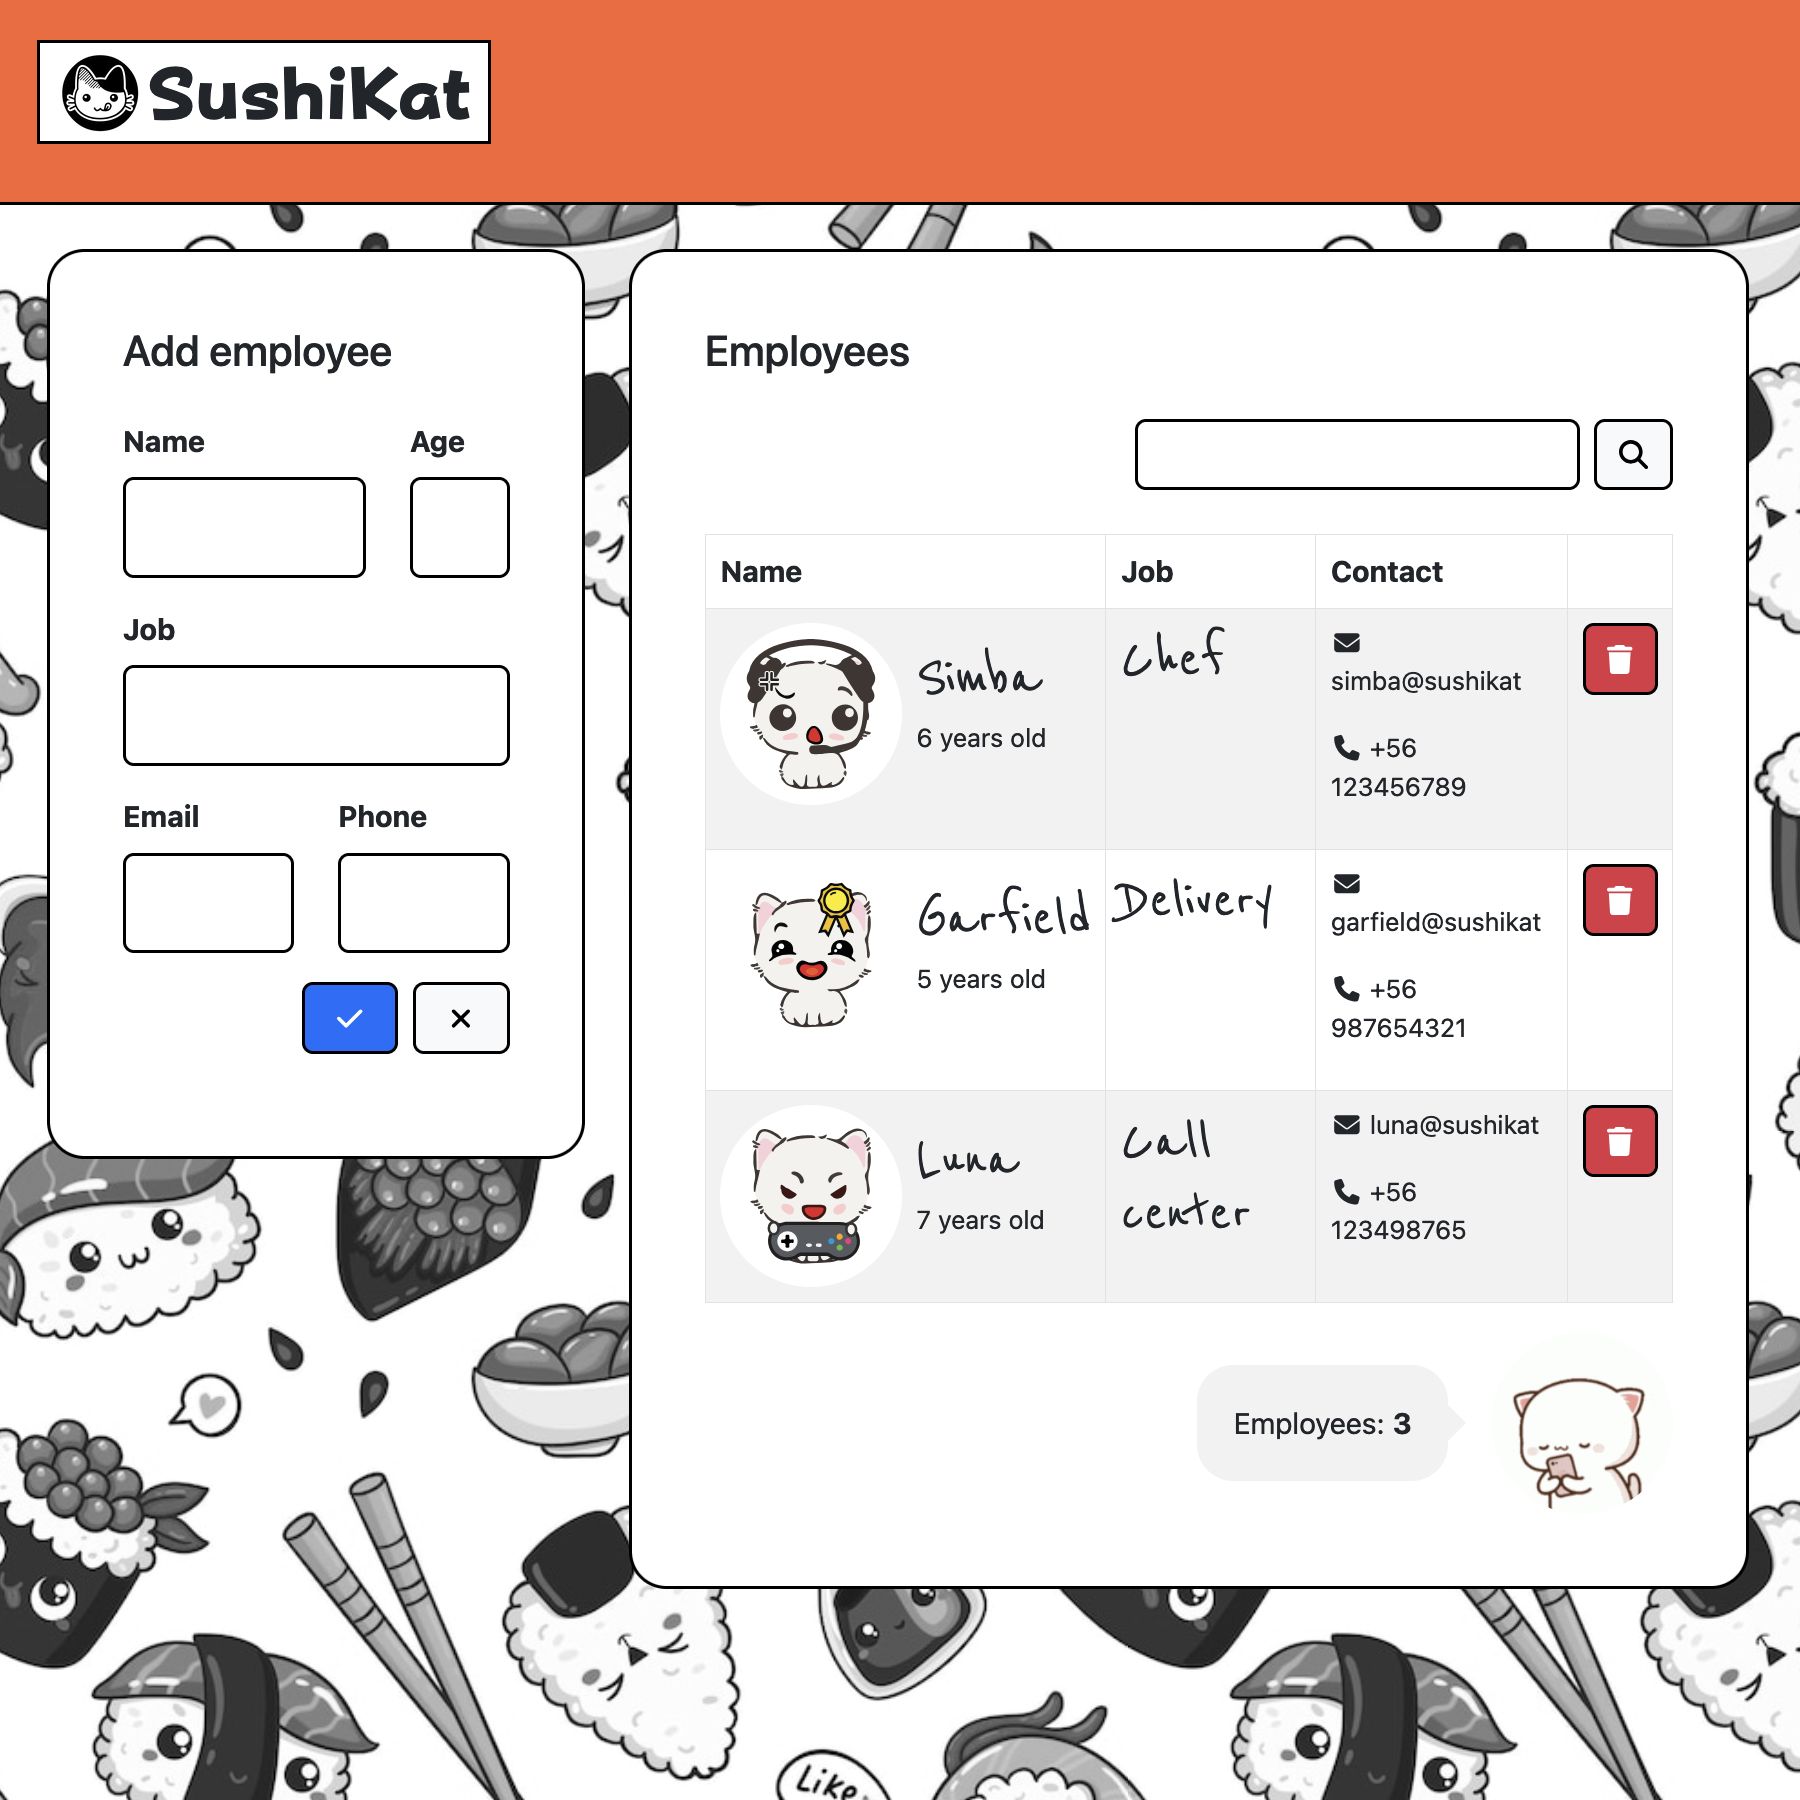 SushiKat
Add employee
Name Age
Job
Email Phone
Employees
Name Job Contact
Simba
6 years old
Chef
simba@sushikat
+56
123456789
Garfield
5 years old
Delivery
garfield@sushikat
+56
987654321
Luna
7 years old
Call
center
luna@sushikat
+56
123498765
Employees: 3
Like